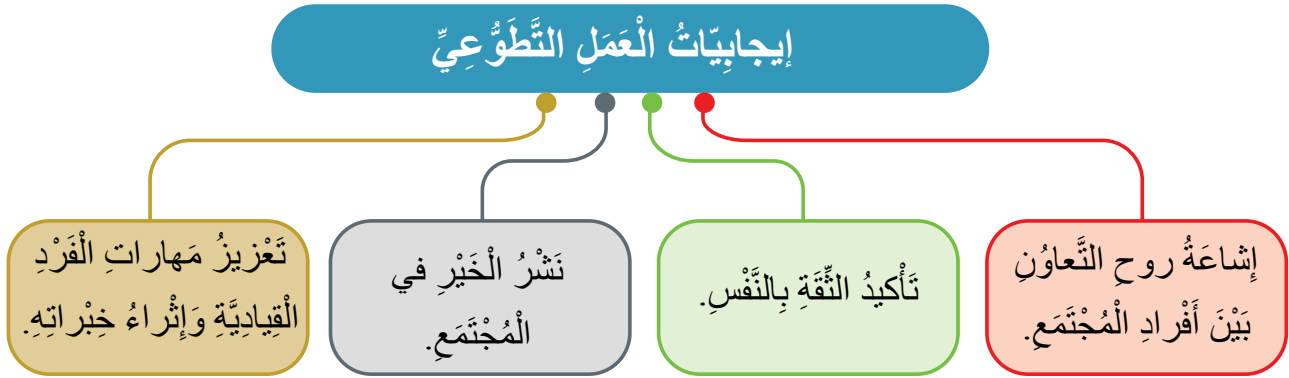 إيجابِيّاتُ الْعَمَلِ التَّطَوُّعِيِّ
إِشاعَةُ روحِ التَّعاوُنِ
بَيْنَ أَفْرادِ الْمُجْتَمَعِ.
تَأْكيدُ الثِّقَةِ بِالنَّفْسِ.
نَشْرُ الْخَيْرِ في
الْمُجْتَمَعِ.
تَعْزيزُ مَهاراتِ الْفَرْدِ
الْقِيادِيَّةِ وَإِثْراءُ خِبْراتِهِ.